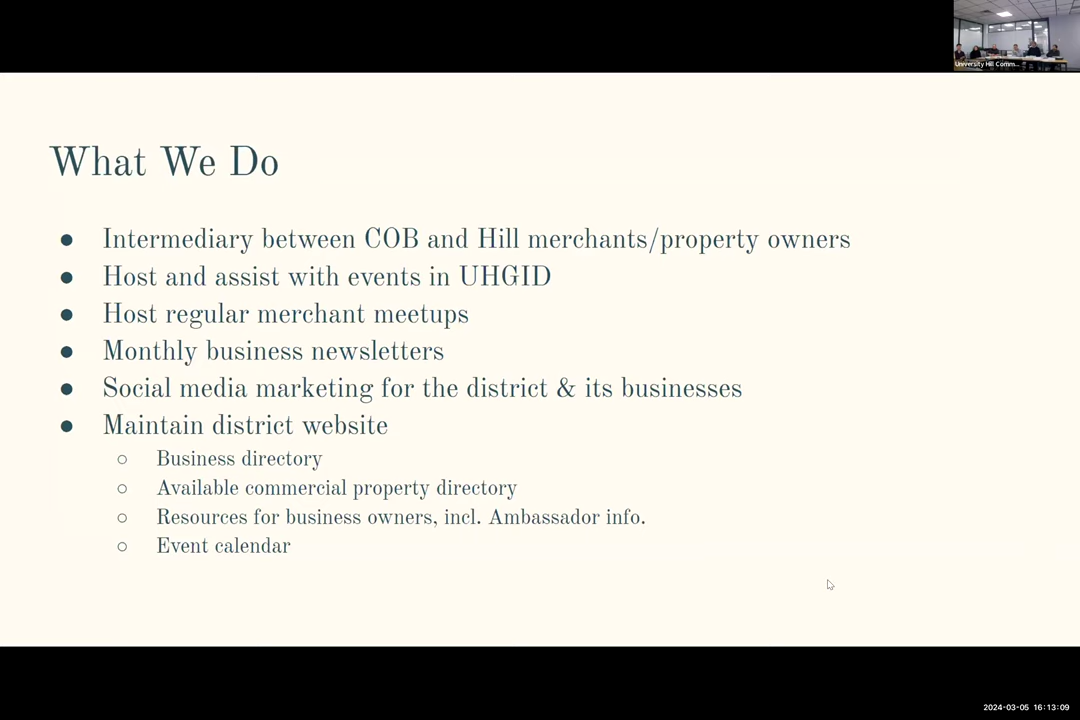 University Hill Comm...
What We Do
● Intermediary between COB and Hill merchants/property owners
● Host and assist with events in UHGID
● Host regular merchant meetups
● Monthly business newsletters
● Social media marketing for the district & its businesses
● Maintain district website
○ Business directory
○ Available commercial property directory
○ Resources for business owners, incl. Ambassador info.
○ Event calendar
2024-03-05 16:13:09